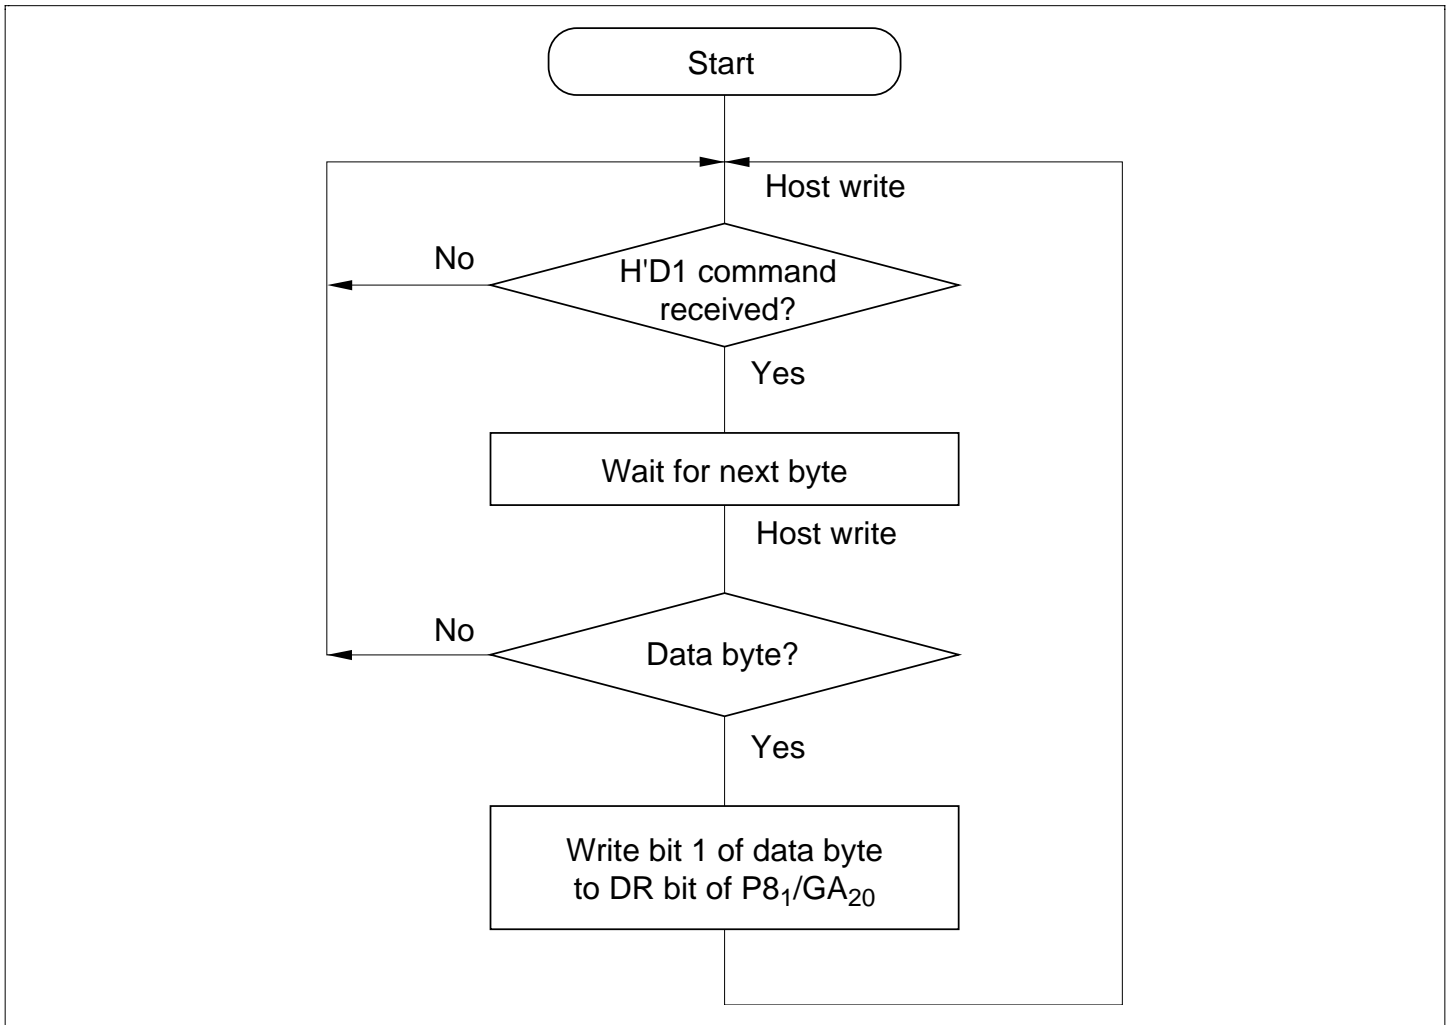 Start
Host write
No
H'D1 command
received?
Yes
Wait for next byte
Host write
No
Data byte?
Yes
Write bit 1 of data byte
to DR bit of P8₁/GA₂₀